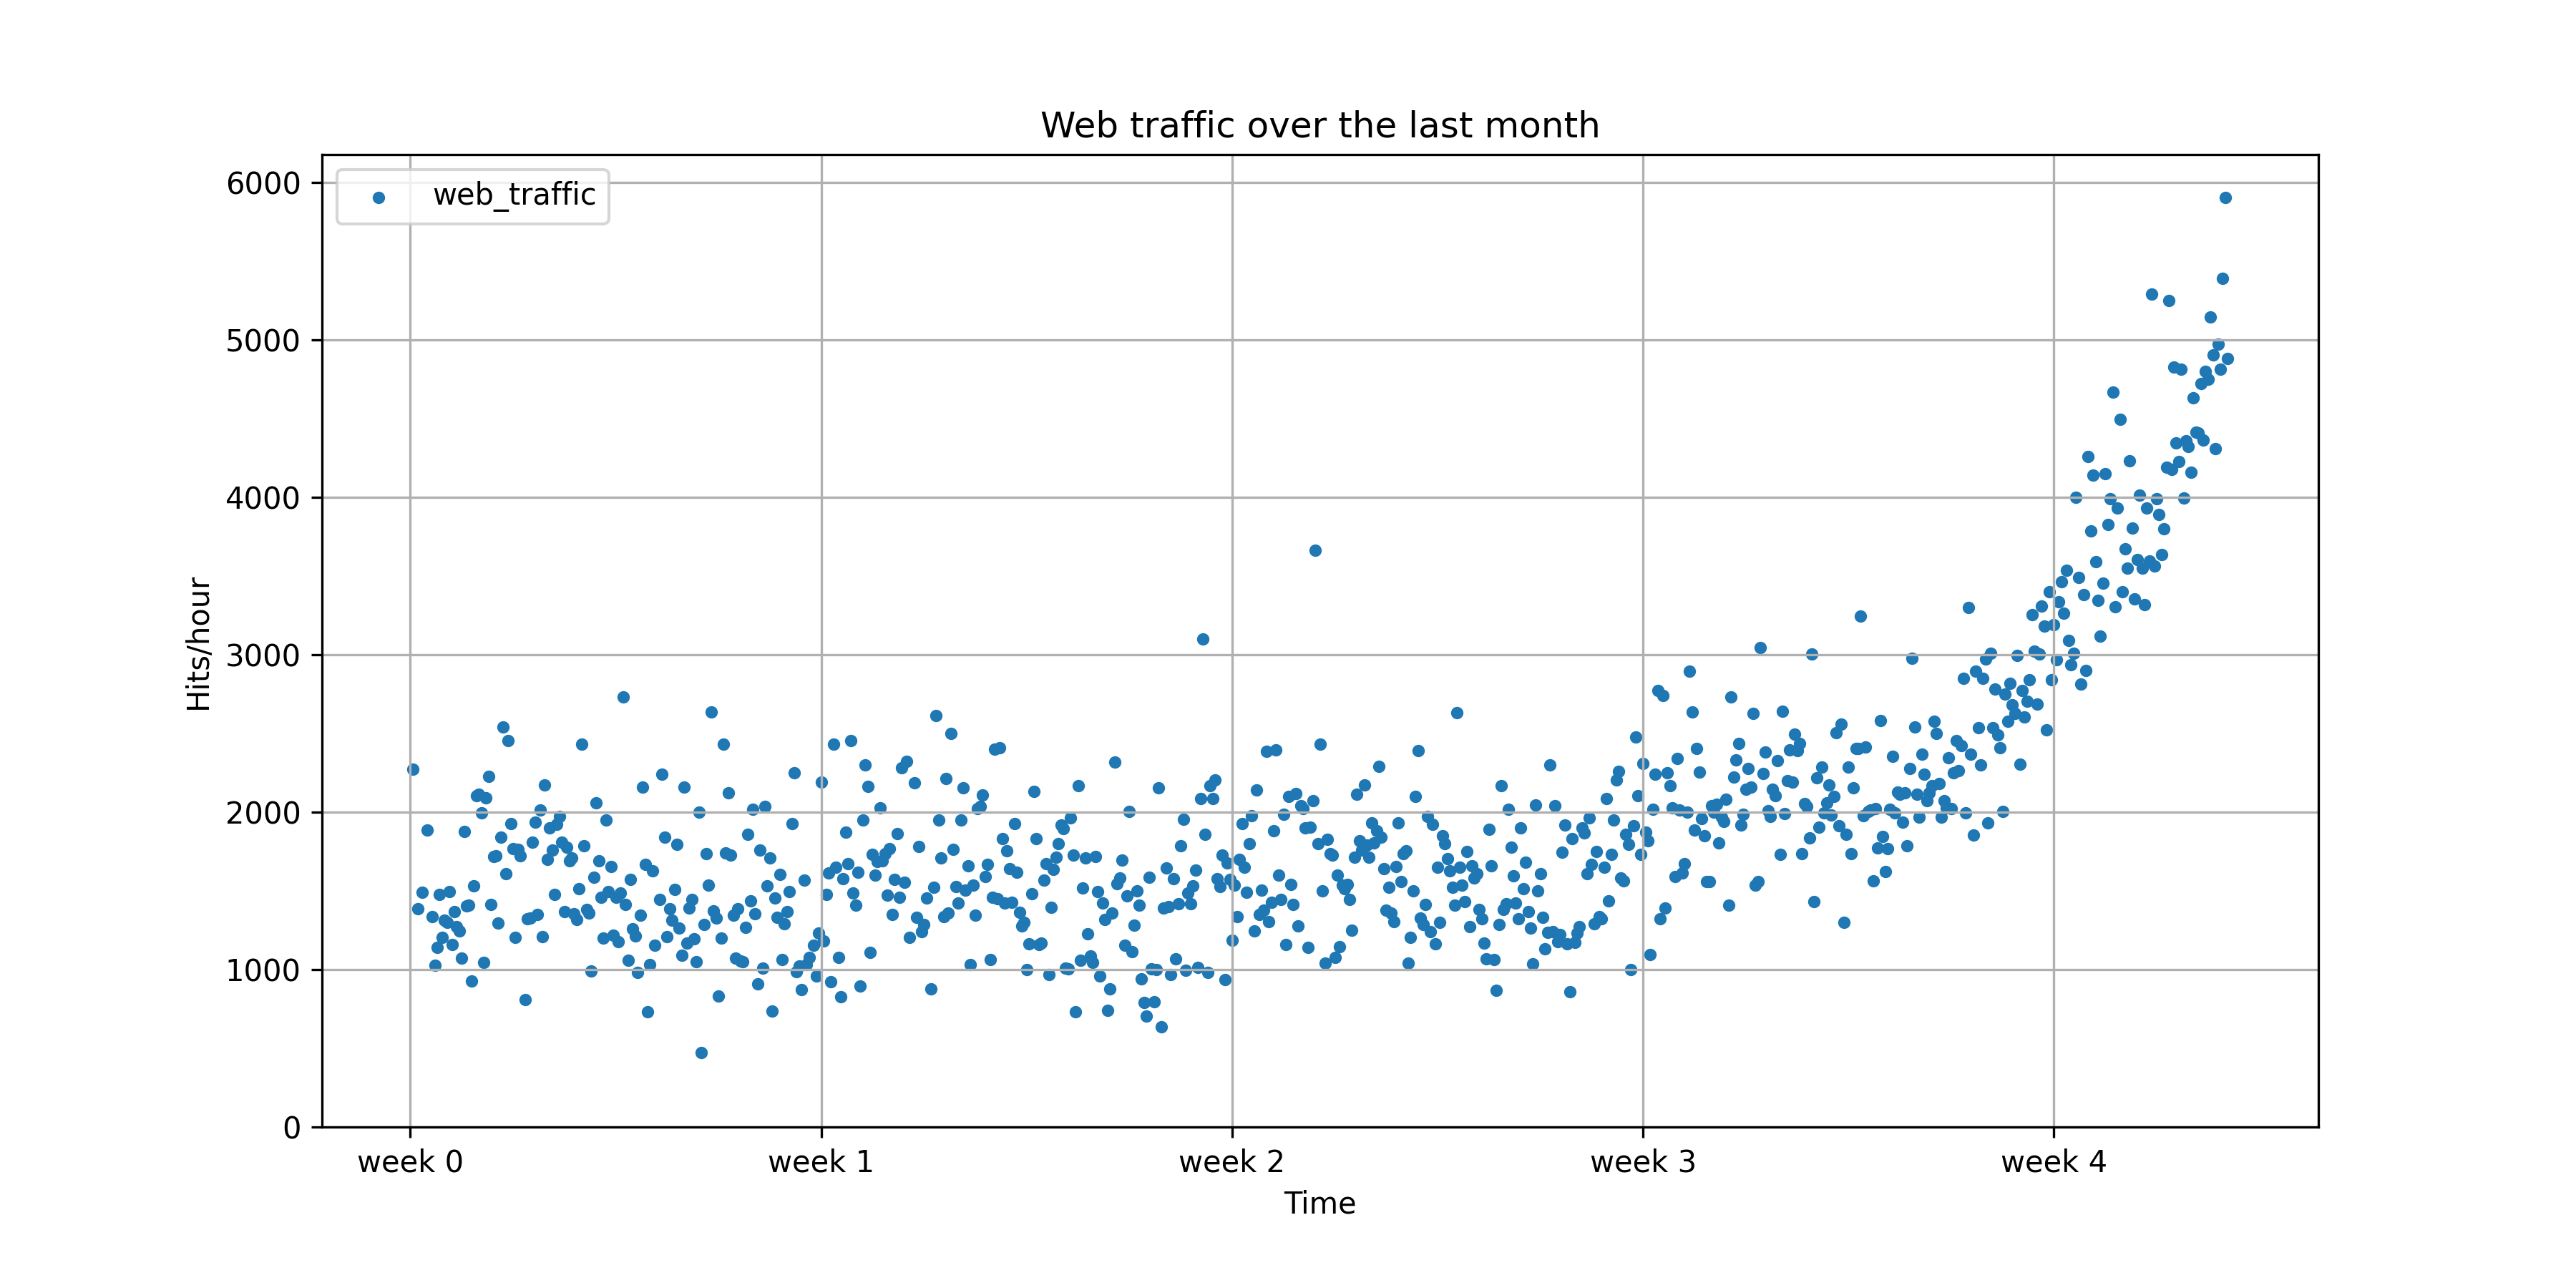 Web traffic over the last month
web_traffic
6000
5000
4000
3000
2000
1000
0
Hits/hour
week 0 week 1 week 2 week 3 week 4
Time